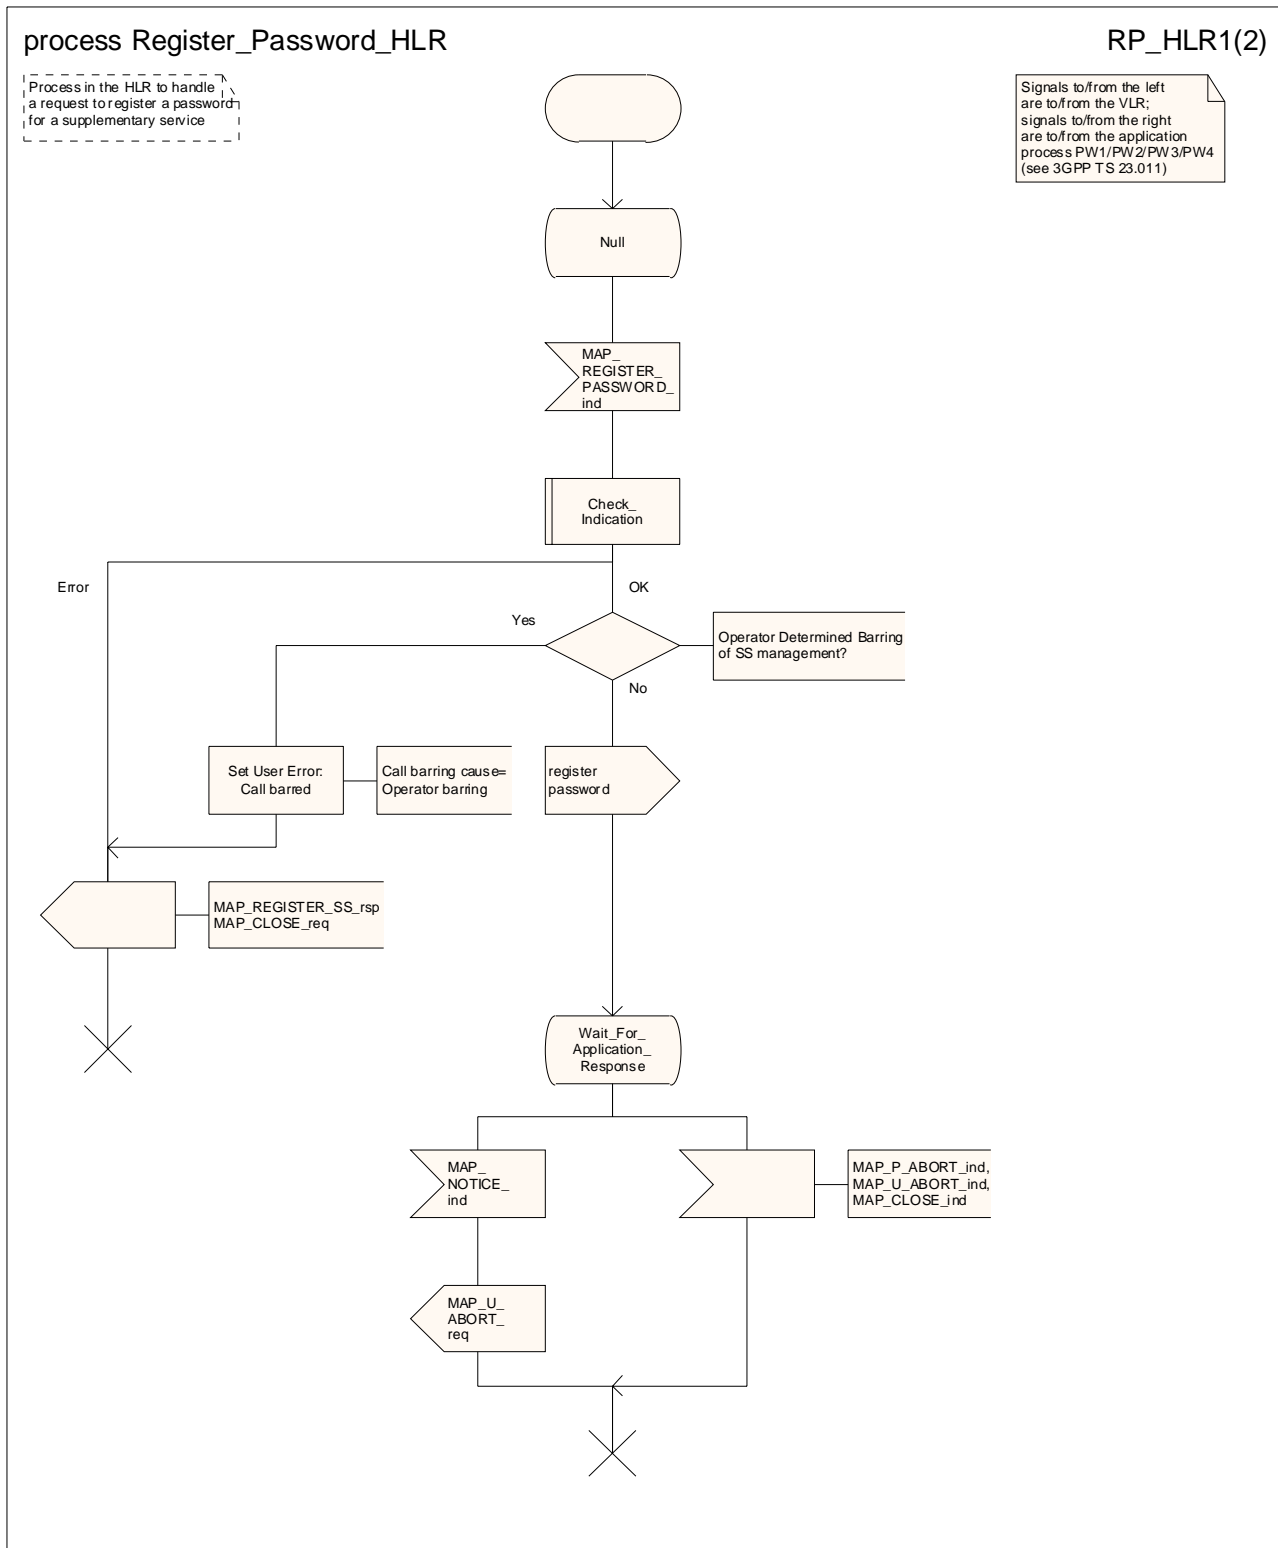 process Register_Password_HLR
RP_HLR1(2)
Process in the HLR to handle
a request to register a password
for a supplementary service
Signals to/from the left
are to/from the VLR;
signals to/from the right
are to/from the application
process PW1/PW2/PW3/PW4
(see 3GPP TS 23.011)
Null
MAP_
REGISTER_
PASSWORD_
ind
Check_
Indication
Error
OK
Yes
Operator Determined Barring
of SS management?
No
Set User Error:
Call barred
Call barring cause=
Operator barring
register
password
MAP_REGISTER_SS_rsp
MAP_CLOSE_req
Wait_For_
Application_
Response
MAP_
NOTICE_
ind
MAP_P_ABORT_ind,
MAP_U_ABORT_ind,
MAP_CLOSE_ind
MAP_U_
ABORT_
req